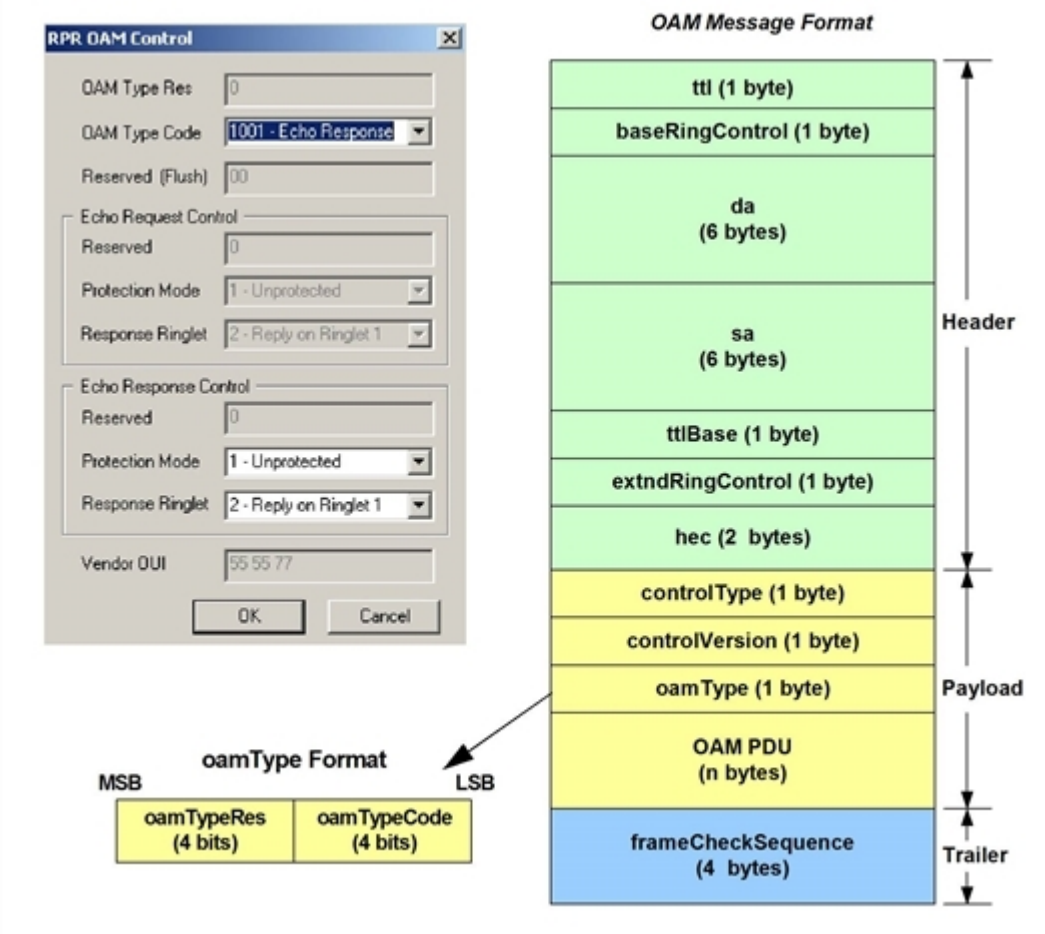 RPR OAM Control
OAM Type Res
0
OAM Type Code
1001 - Echo Response
Reserved (Flush)
00
Echo Request Control
Reserved
0
Protection Mode
1 - Unprotected
Response Ringlet
2 - Reply on Ringlet 1
Echo Response Control
Reserved
0
Protection Mode
1 - Unprotected
Response Ringlet
2 - Reply on Ringlet 1
Vendor OUI
55 55 77
OK
Cancel
OAM Message Format
ttl (1 byte)
baseRingControl (1 byte)
da
(6 bytes)
sa
(6 bytes)
ttlBase (1 byte)
extndRingControl (1 byte)
hec (2 bytes)
Header
controlType (1 byte)
controlVersion (1 byte)
oamType (1 byte)
OAM PDU
(n bytes)
Payload
frameCheckSequence
(4 bytes)
Trailer
oamType Format
MSB
LSB
oamTypeRes
(4 bits)
oamTypeCode
(4 bits)